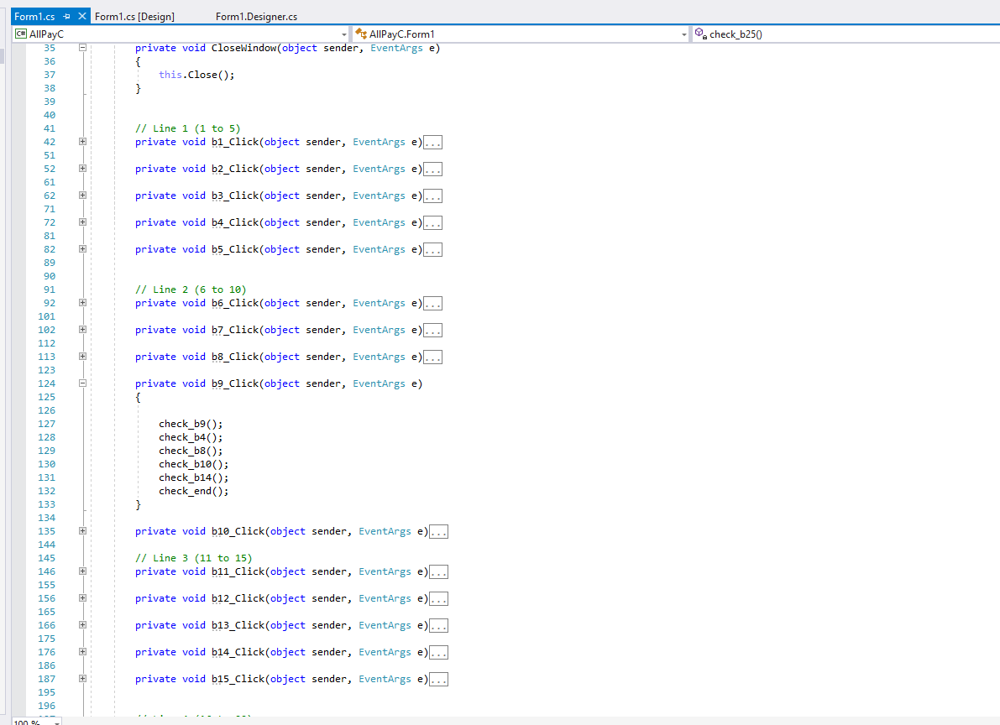 Form1.cs Form1.cs [Design] Form1.Designer.cs
C# AllPayC AllPayC.Form1 check_b25()
35 private void CloseWindow(object sender, EventArgs e)
36 {
37 this.Close();
38 }
39
40
41 // Line 1 (1 to 5)
42 private void b1_Click(object sender, EventArgs e)...
51
52 private void b2_Click(object sender, EventArgs e)...
61
62 private void b3_Click(object sender, EventArgs e)...
71
72 private void b4_Click(object sender, EventArgs e)...
81
82 private void b5_Click(object sender, EventArgs e)...
89
90
91 // Line 2 (6 to 10)
92 private void b6_Click(object sender, EventArgs e)...
101
102 private void b7_Click(object sender, EventArgs e)...
112
113 private void b8_Click(object sender, EventArgs e)...
123
124 private void b9_Click(object sender, EventArgs e)
125 {
126
127 check_b9();
128 check_b4();
129 check_b8();
130 check_b10();
131 check_b14();
132 check_end();
133 }
134
135 private void b10_Click(object sender, EventArgs e)...
144
145 // Line 3 (11 to 15)
146 private void b11_Click(object sender, EventArgs e)...
155
156 private void b12_Click(object sender, EventArgs e)...
165
166 private void b13_Click(object sender, EventArgs e)...
175
176 private void b14_Click(object sender, EventArgs e)...
186
187 private void b15_Click(object sender, EventArgs e)...
195
196
100 %